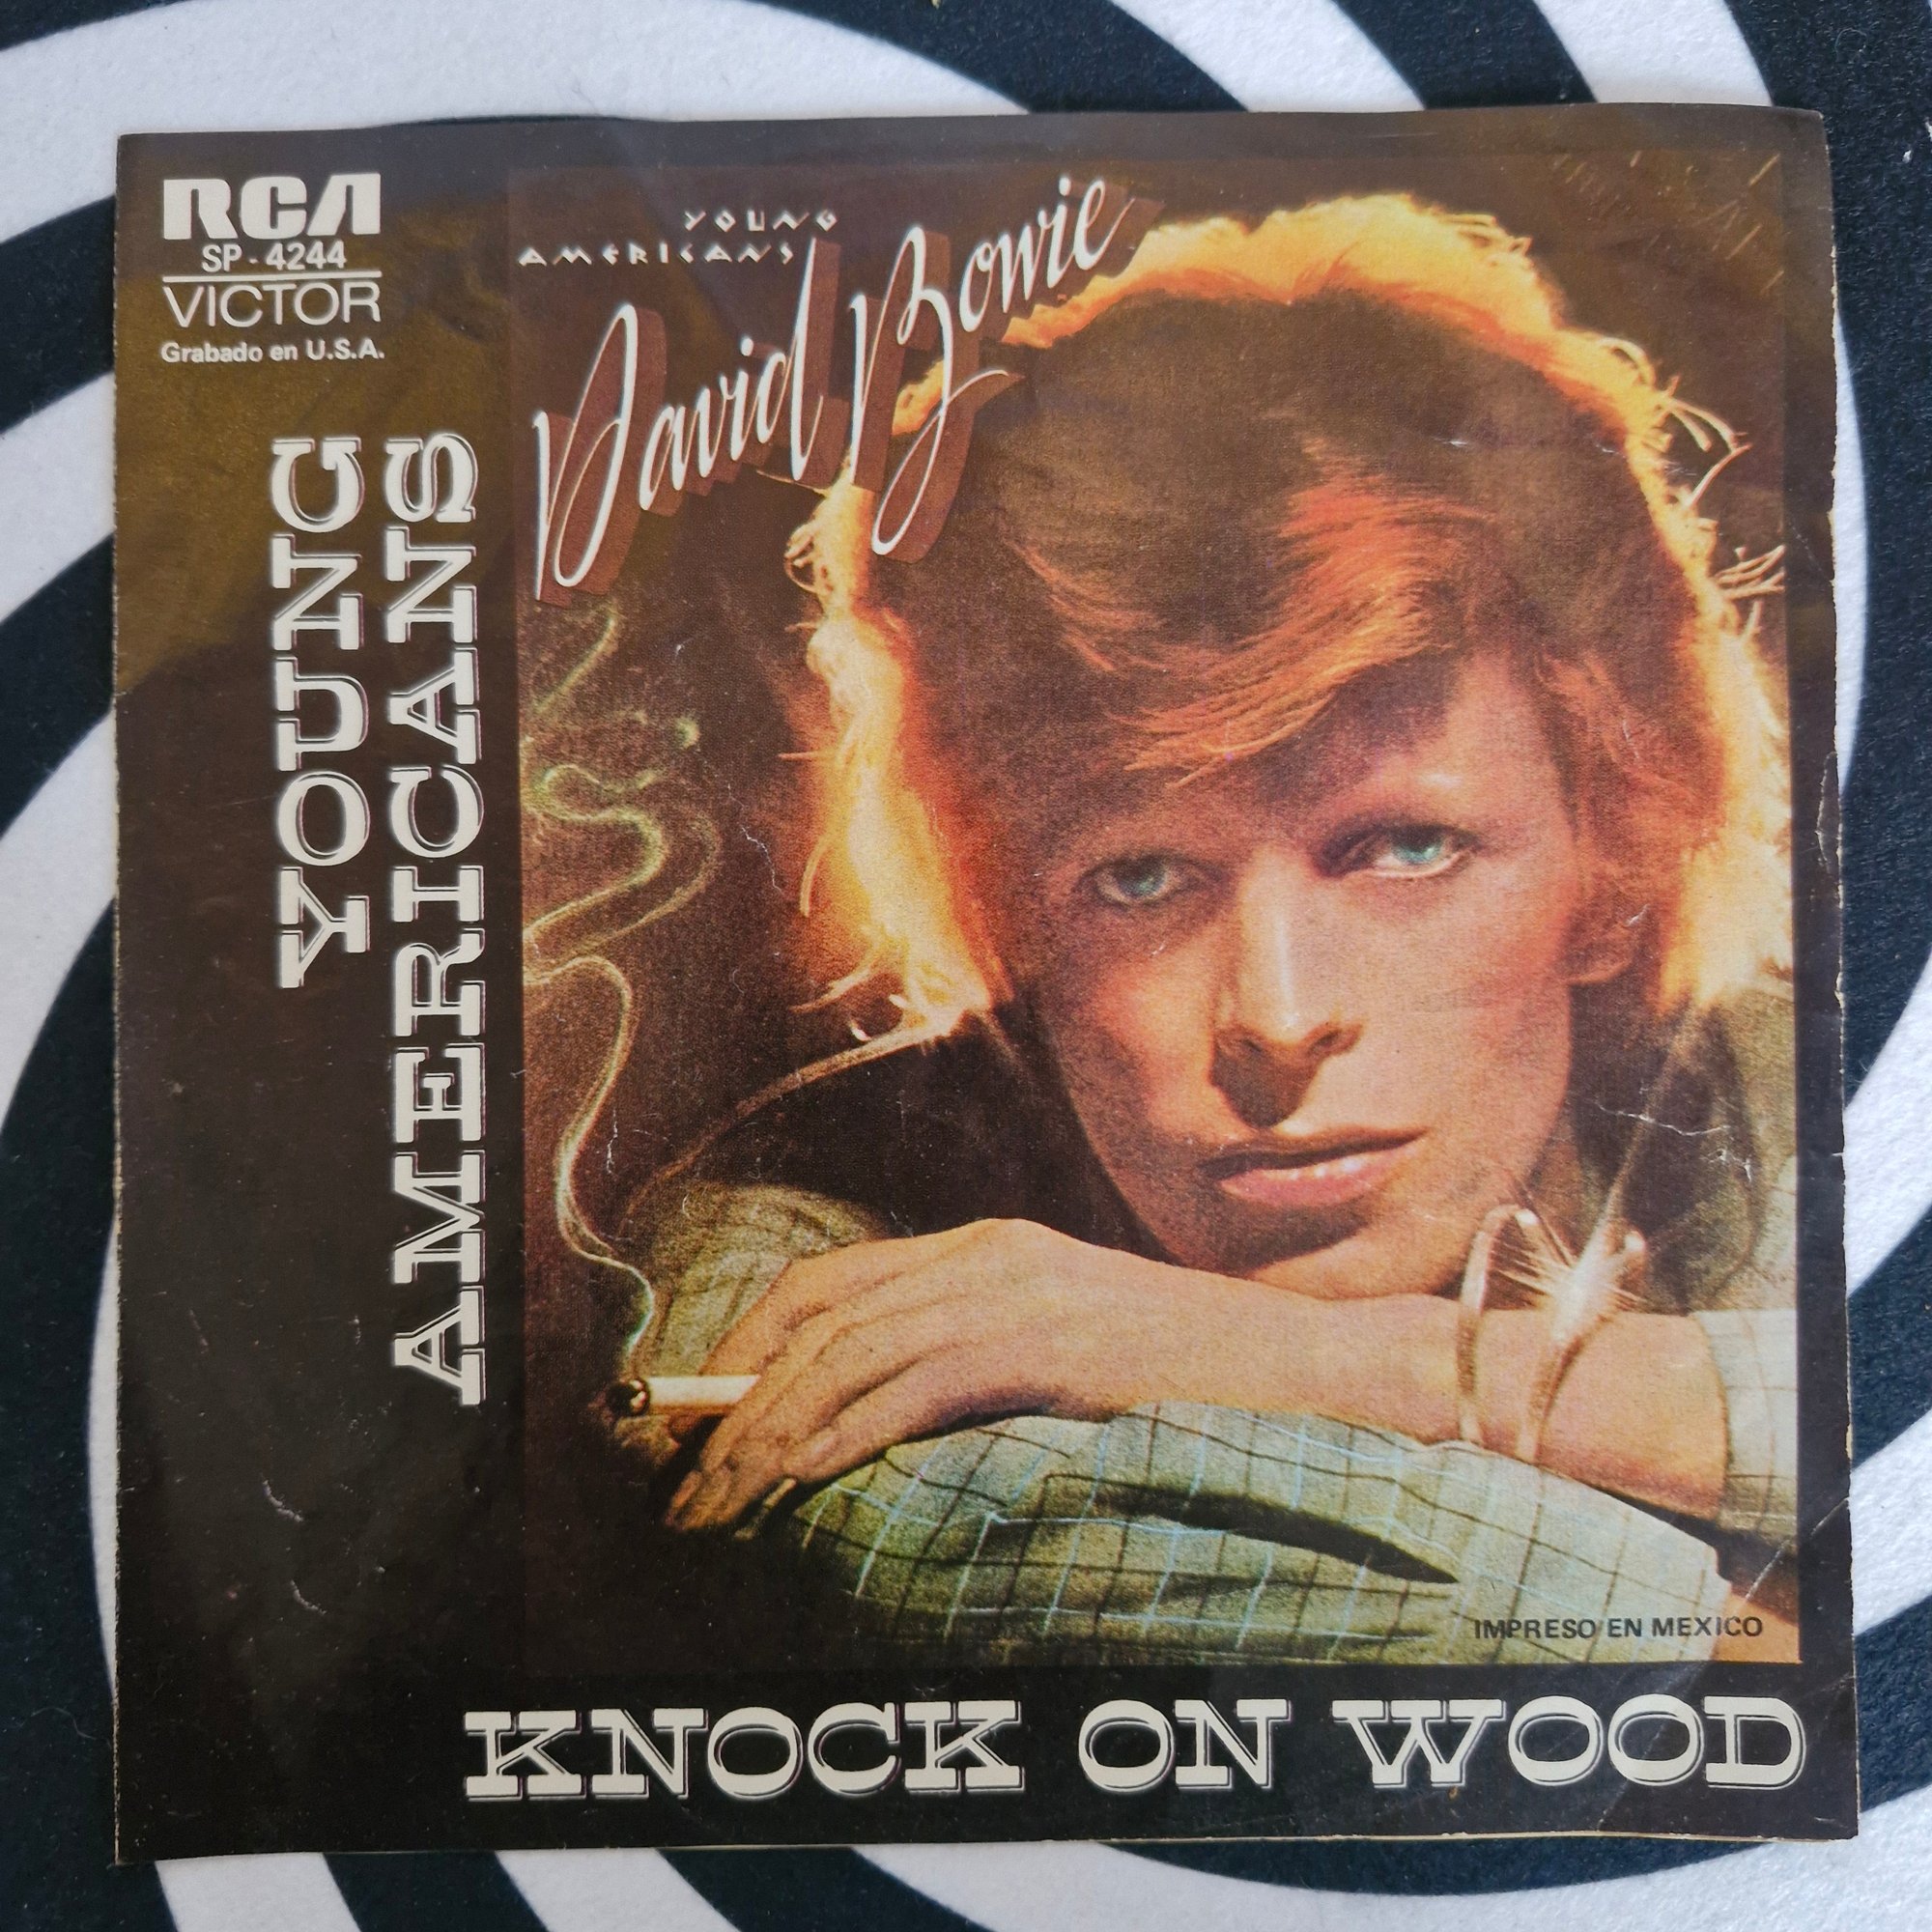 RCA
SP-4244
VICTOR
Grabado en U.S.A.
YOUNG
AMERICANS
YOUNG
AMERICANS
David Bowie
IMPRESO EN MEXICO
KNOCK ON WOOD